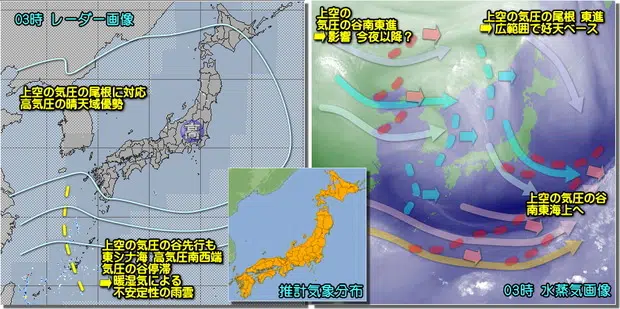 03時 レーダー画像
上空の気圧の尾根に対応
高気圧の晴天域優勢
高
上空の気圧の谷先行も
東シナ海 高気圧南西端
気圧の谷停滞
➡暖湿気による
不安定性の雨雲
推計気象分布
上空の
気圧の谷南東進
➡影響 今夜以降?
上空の気圧の尾根 東進
➡広範囲で好天ベース
上空の気圧の谷
南東海上へ
03時 水蒸気画像